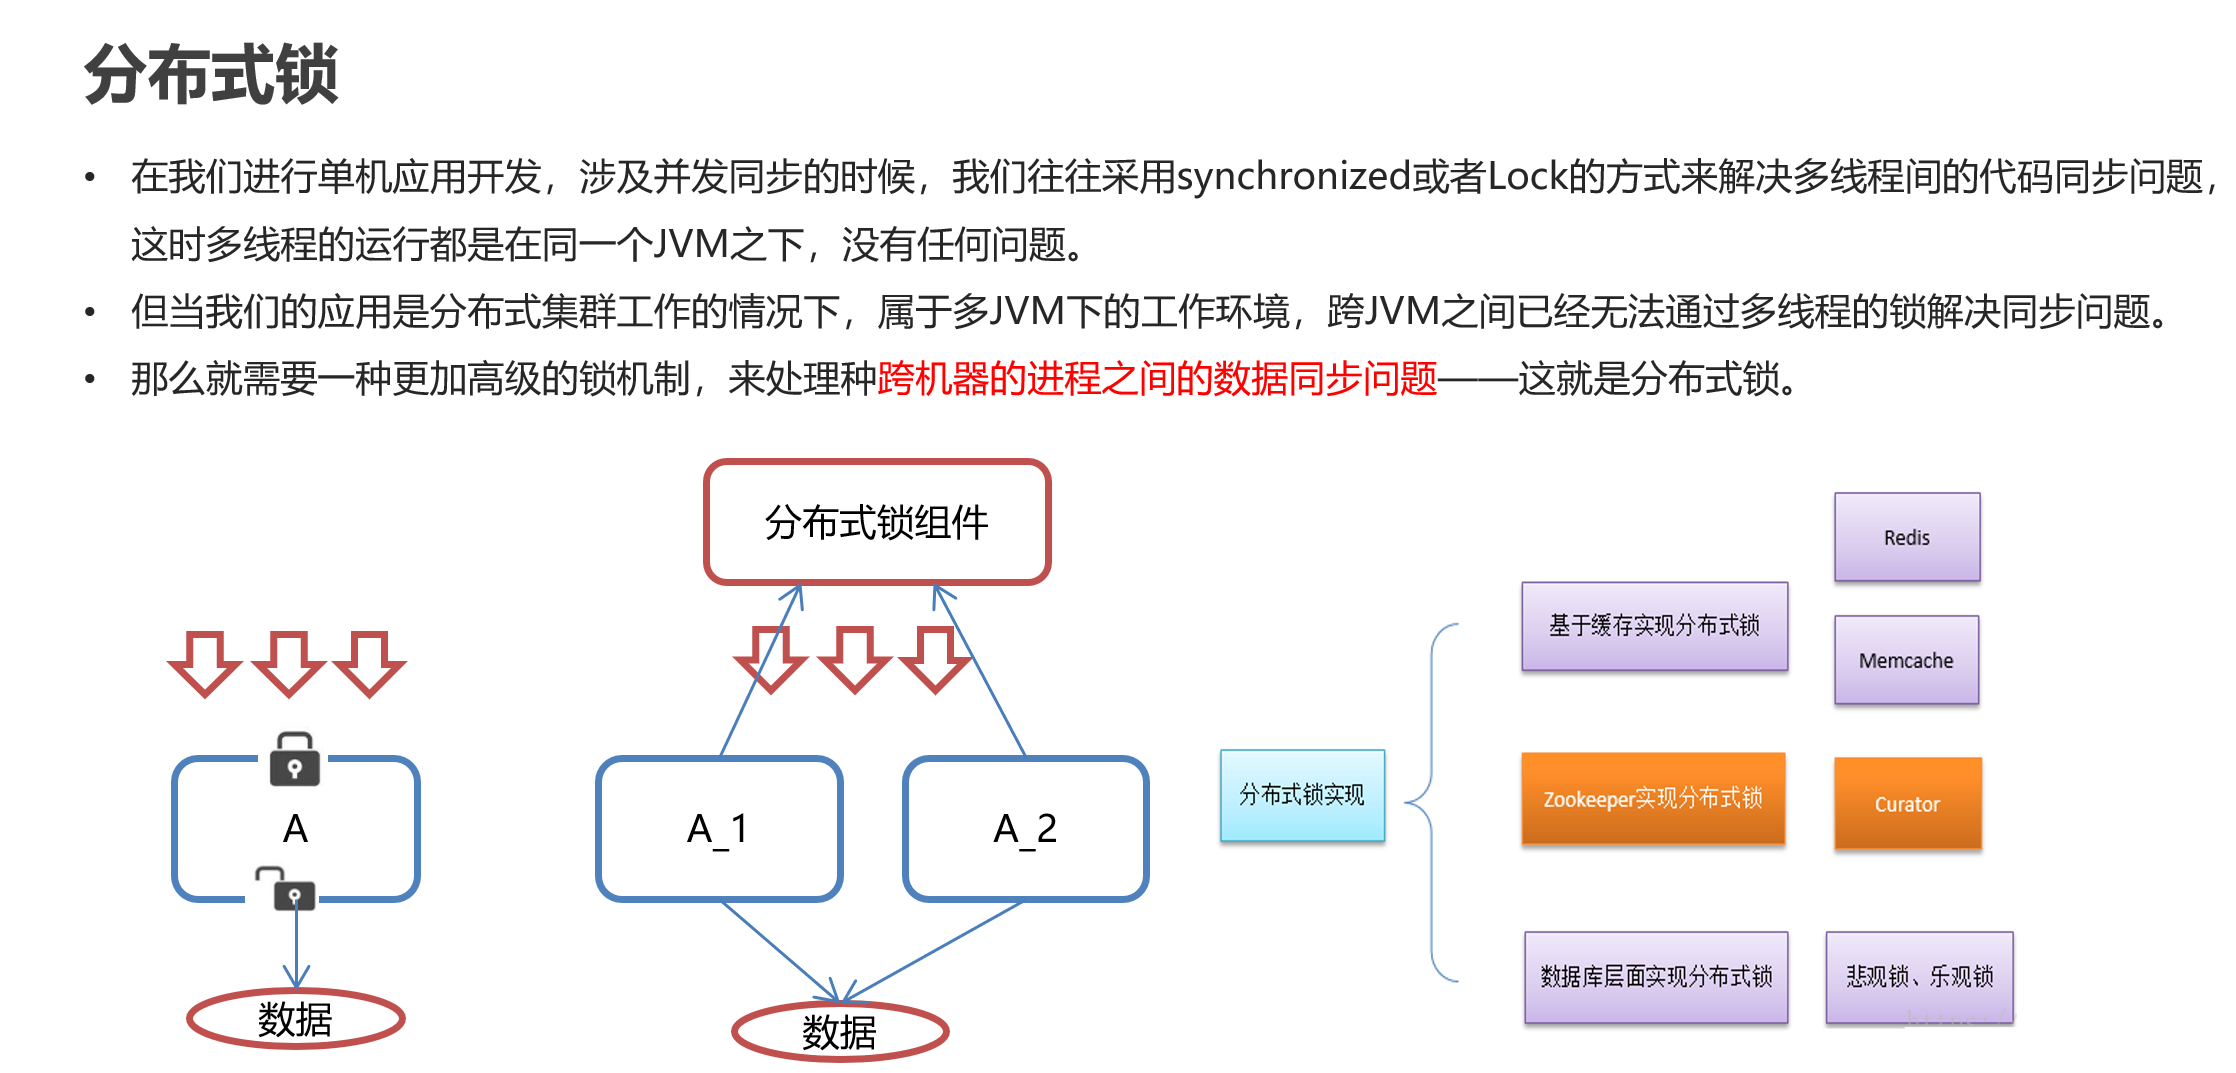 分布式锁
• 在我们进行单机应用开发，涉及并发同步的时候，我们往往采用synchronized或者Lock的方式来解决多线程间的代码同步问题，
这时多线程的运行都是在同一个JVM之下，没有任何问题。
• 但当我们的应用是分布式集群工作的情况下，属于多JVM下的工作环境，跨JVM之间已经无法通过多线程的锁解决同步问题。
• 那么就需要一种更加高级的锁机制，来处理种跨机器的进程之间的数据同步问题——这就是分布式锁。
A
数据
分布式锁组件
A_1
A_2
数据
分布式锁实现
基于缓存实现分布式锁
Redis
Memcache
Zookeeper实现分布式锁
Curator
数据库层面实现分布式锁
悲观锁、乐观锁